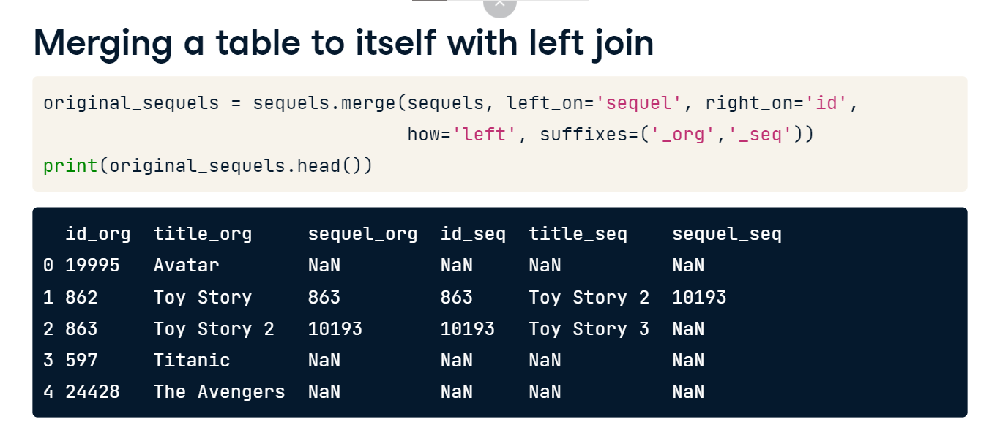 Merging a table to itself with left join
original_sequels = sequels.merge(sequels, left_on='sequel', right_on='id',
how='left', suffixes=('_org','_seq'))
print(original_sequels.head())
id_org title_org sequel_org id_seq title_seq sequel_seq
0 19995 Avatar NaN NaN NaN NaN
1 862 Toy Story 863 863 Toy Story 2 10193
2 863 Toy Story 2 10193 10193 Toy Story 3 NaN
3 597 Titanic NaN NaN NaN NaN
4 24428 The Avengers NaN NaN NaN NaN